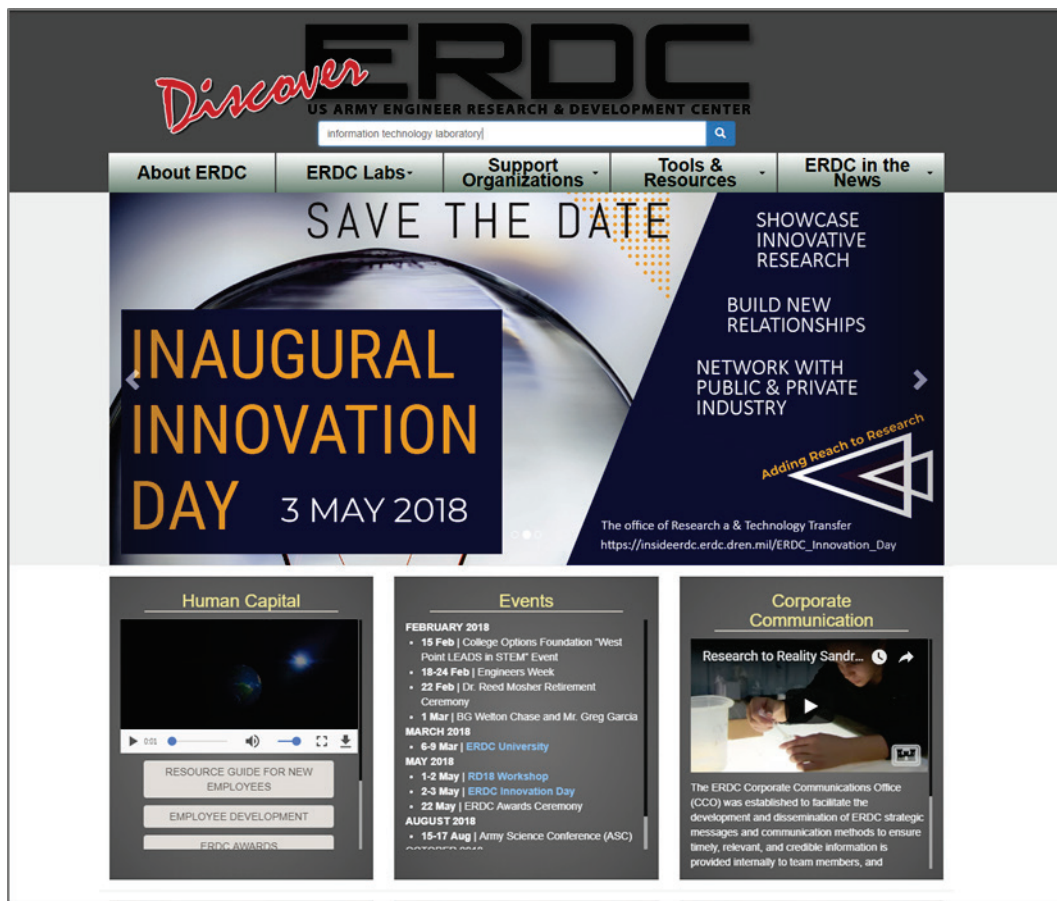 Discover
ERDC
US ARMY ENGINEER RESEARCH & DEVELOPMENT CENTER
information technology laboratory
About ERDC
ERDC Labs
Support
Organizations
Tools &
Resources
ERDC in the
News
SAVE THE DATE
INAUGURAL
INNOVATION
DAY
3 MAY 2018
SHOWCASE
INNOVATIVE
RESEARCH
BUILD NEW
RELATIONSHIPS
NETWORK WITH
PUBLIC & PRIVATE
INDUSTRY
Adding Reach to Research
The office of Research a & Technology Transfer
https://insideerdc.erdc.dren.mil/ERDC_Innovation_Day
Human Capital
0:01
RESOURCE GUIDE FOR NEW
EMPLOYEES
EMPLOYEE DEVELOPMENT
ERDC AWARDS
Events
FEBRUARY 2018
• 15 Feb | College Options Foundation "West
Point LEADS in STEM" Event
• 18-24 Feb | Engineers Week
• 22 Feb | Dr. Reed Mosher Retirement
Ceremony
• 1 Mar | BG Welton Chase and Mr. Greg Garcia
MARCH 2018
• 6-9 Mar | ERDC University
MAY 2018
• 1-2 May | RD18 Workshop
• 2-3 May | ERDC Innovation Day
• 22 May | ERDC Awards Ceremony
AUGUST 2018
• 15-17 Aug | Army Science Conference (ASC)
OCTOBER 2018
Corporate
Communication
Research to Reality Sandr...
The ERDC Corporate Communications Office
(CCO) was established to facilitate the
development and dissemination of ERDC strategic
messages and communication methods to ensure
timely, relevant, and credible information is
provided internally to team members, and